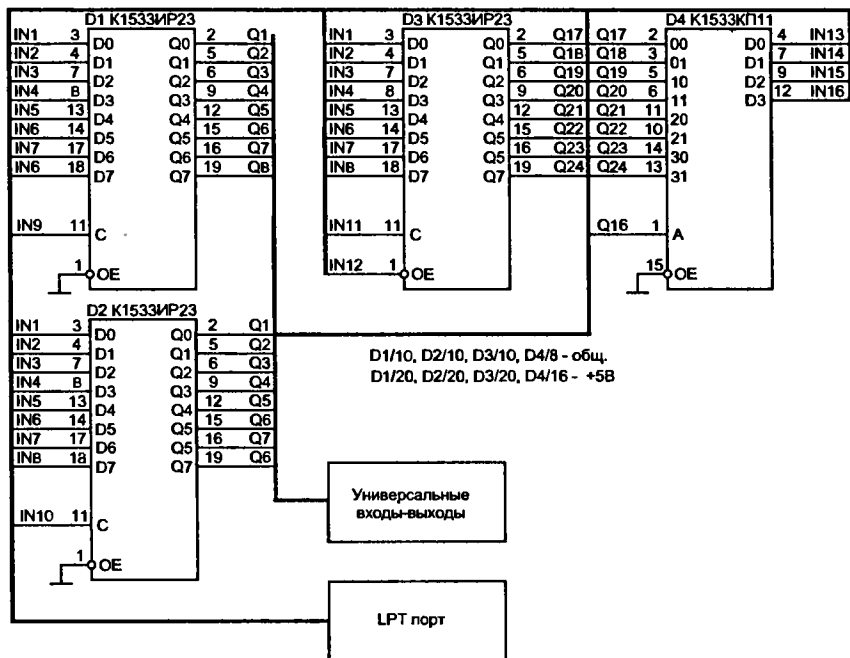 D1 К1533ИР23
IN1 3 D0 Q0 2 Q1
IN2 4 D1 Q1 5 Q2
IN3 7 D2 Q2 6 Q3
IN4 В D3 Q3 9 Q4
IN5 13 D4 Q4 12 Q5
IN6 14 D5 Q5 15 Q6
IN7 17 D6 Q6 16 Q7
IN6 18 D7 Q7 19 QВ
IN9 11 C
1 OE
D3 К1533ИР23
IN1 3 D0 Q0 2 Q17
IN2 4 D1 Q1 5 Q1В
IN3 7 D2 Q2 6 Q19
IN4 8 D3 Q3 9 Q20
IN5 13 D4 Q4 12 Q21
IN6 14 D5 Q5 15 Q22
IN7 17 D6 Q6 16 Q23
INВ 18 D7 Q7 19 Q24
IN11 11 C
IN12 1 OE
D4 К1533КП11
Q17 2 00 D0 4 IN13
Q18 3 01 D1 7 IN14
Q19 5 10 D2 9 IN15
Q20 6 11 D3 12 IN16
Q21 11 20
Q22 10 21
Q23 14 30
Q24 13 31
Q16 1 A
15 OE
D2 К1533ИР23
IN1 3 D0 Q0 2 Q1
IN2 4 D1 Q1 5 Q2
IN3 7 D2 Q2 6 Q3
IN4 В D3 Q3 9 Q4
IN5 13 D4 Q4 12 Q5
IN6 14 D5 Q5 15 Q6
IN7 17 D6 Q5 16 Q7
INВ 18 D7 Q7 19 Q6
IN10 11 C
1 OE
D1/10, D2/10, D3/10, D4/8 - общ.
D1/20, D2/20, D3/20, D4/16 - +5В
Универсальные
входы-выходы
LPT порт